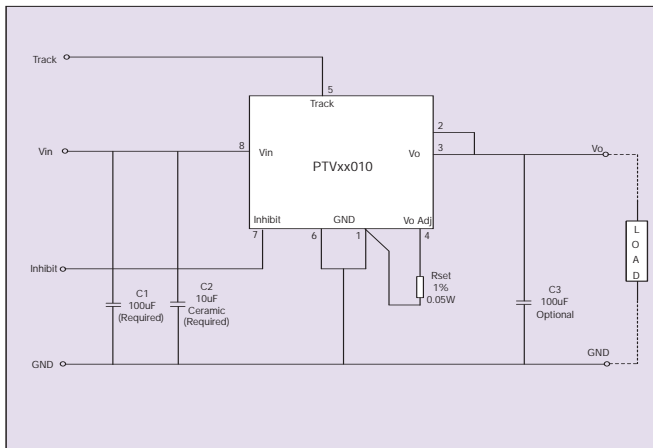 Track
5
Track
2
8
3
Vin
Vin
Vo
Vo
PTVxx010
Inhibit
GND
Vo Adj
7
6
1
4
L
O
A
D
Inhibit
Rset
1%
0.05W
C1
100uF
(Required)
C2
10uF
Ceramic
(Required)
C3
100uF
Optional
GND
GND